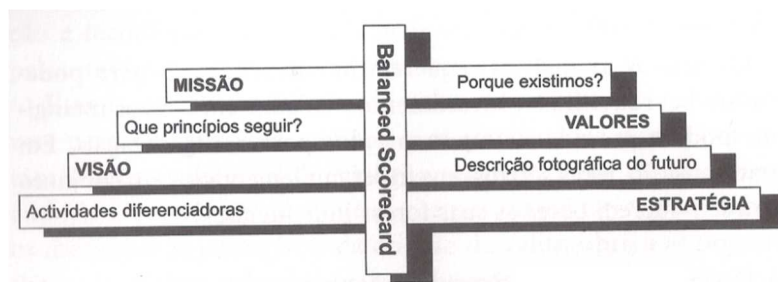 Balanced Scorecard
MISSÃO
Porque existimos?
Que princípios seguir?
VALORES
VISÃO
Descrição fotográfica do futuro
Actividades diferenciadoras
ESTRATÉGIA